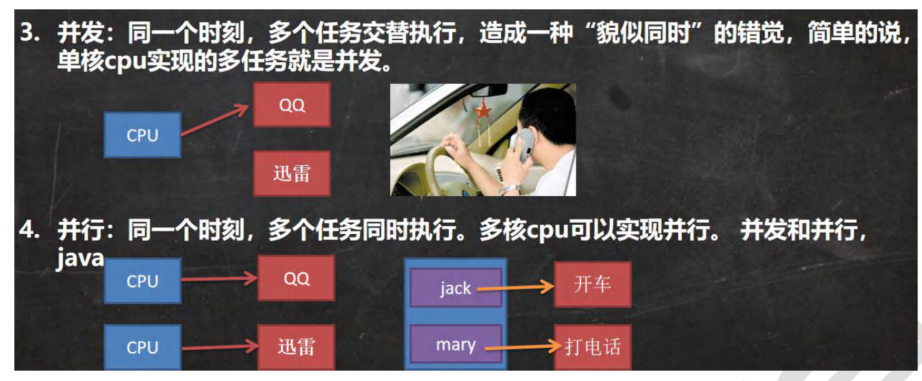 3. 并发：同一个时刻，多个任务交替执行，造成一种“貌似同时”的错觉，简单的说，
单核cpu实现的多任务就是并发。
CPU
QQ
迅雷
4. 并行：同一个时刻，多个任务同时执行。多核cpu可以实现并行。 并发和并行，
java
CPU
QQ
jack
开车
CPU
迅雷
mary
打电话